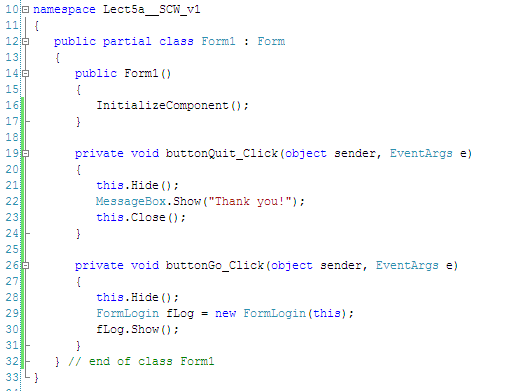 10 namespace Lect5a__SCW_v1
11 {
12 public partial class Form1 : Form
13 {
14 public Form1()
15 {
16 InitializeComponent();
17 }
18
19 private void buttonQuit_Click(object sender, EventArgs e)
20 {
21 this.Hide();
22 MessageBox.Show("Thank you!");
23 this.Close();
24 }
25
26 private void buttonGo_Click(object sender, EventArgs e)
27 {
28 this.Hide();
29 FormLogin fLog = new FormLogin(this);
30 fLog.Show();
31 }
32 } // end of class Form1
33 }